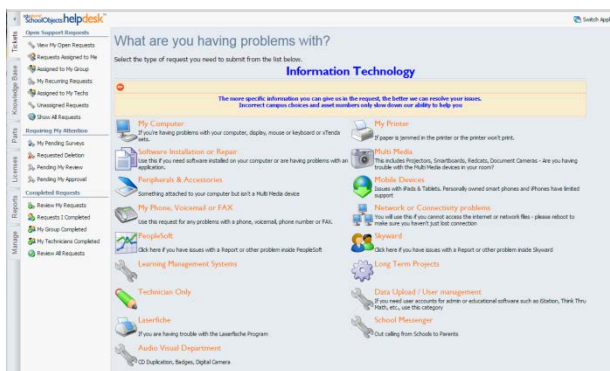 SchoolObjects:helpdesk
Switch Appl
Tickets
Knowledge Base
Parts
Licenses
Reports
Manage
Open Support Requests
View My Open Requests
Requests Assigned to Me
Assigned to My Group
My Recurring Requests
Assigned to My Techs
Unassigned Requests
Show All Requests
Requiring My Attention
My Pending Surveys
Requested Deletion
My Pending Approval
Completed Requests
Review My Requests
Requests I Completed
My Group Completed
My Technicians Completed
Review All Requests
What are you having problems with?
Select the type of request you need to submit from the list below.
Information Technology
The more specific information you can give us in the request, the better we can resolve your issues.
Incorrect campus choices and asset numbers only slow down our ability to help you
My Computer
If you're having problems with your computer, display, mouse or keyboard or xTenda
sets.
My Printer
If paper is jammed in the printer or the printer won't print.
Software Installation or Repair
Use this if you need software installed on your computer or are having problems with an
application.
Multi Media
This includes Projectors, Smartboards, Redcats, Document Cameras - Are you having
trouble with the Multi Media devices in your room?
Peripherals & Accessories
Something attached to your computer but isn't a Multi Media device
Mobile Devices
Issues with iPads & Tablets. Personally owned smart phones and iPhones have limited
support
My Phone, Voicemail or FAX
Use this request for any problems with a phone, voicemail, phone number or FAX.
Network or Connectivity problems
You will use this if you cannot access the internet or network files - please reboot to
make sure you haven't just lost connection
PeopleSoft
Click here if you have issues with a Report or other problem inside PeopleSoft
Skyward
Click here if you have issues with a Report or other problem inside Skyward
Learning Management Systems
Long Term Projects
Technician Only
Data Upload / User management
If you need user accounts for admin or educational software such as iStation, Think Thru
Math, etc., use this category
Laserfiche
If you are having trouble with the Laserfiche Program
School Messenger
Out calling from Schools to Parents
Audio Visual Department
CD Duplication, Badges, Digital Camera